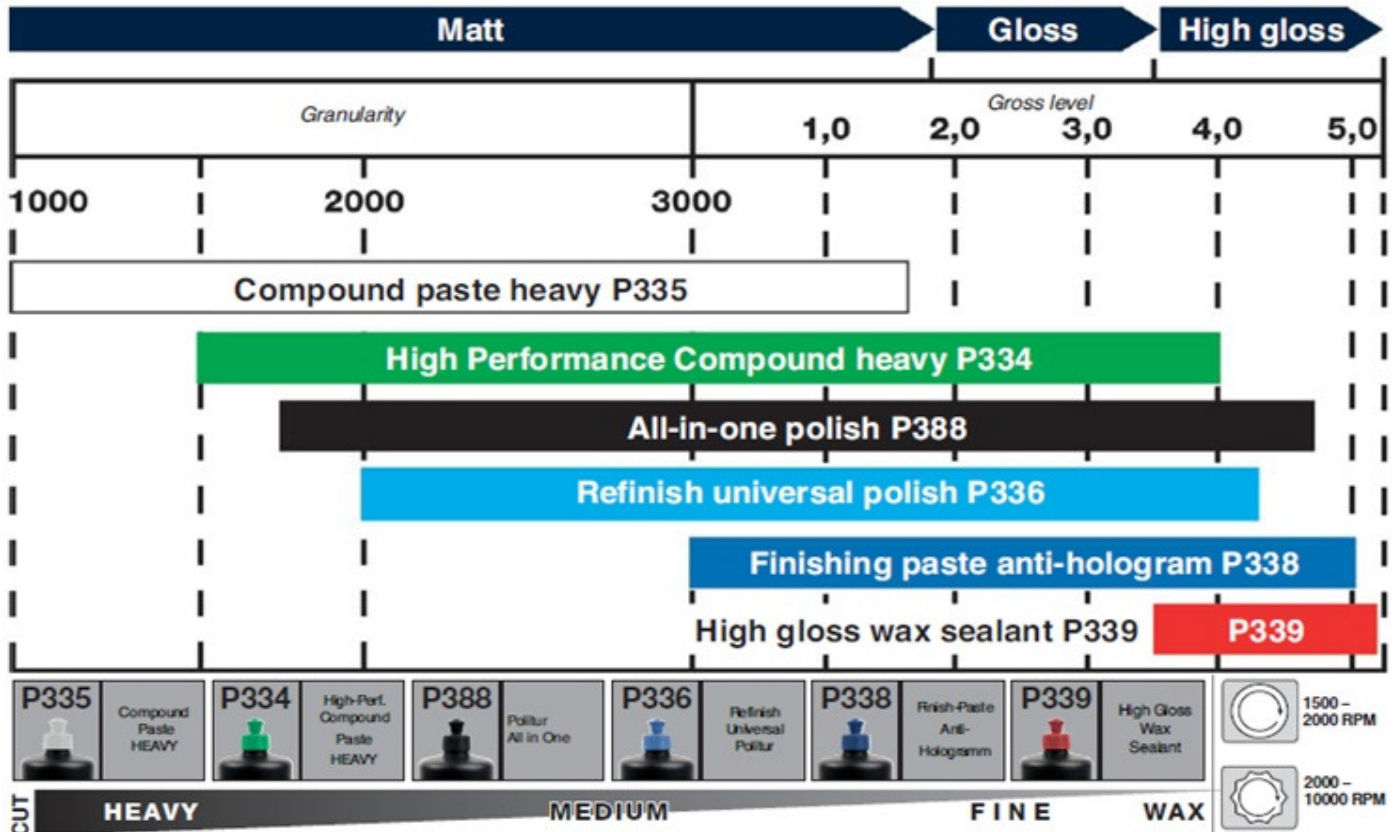 Matt
Gloss
High gloss
Granularity
Gross level
1,0
2,0
3,0
4,0
5,0
1000
2000
3000
Compound paste heavy P335
High Performance Compound heavy P334
All-in-one polish P388
Refinish universal polish P336
Finishing paste anti-hologram P338
High gloss wax sealant P339
P339
P335
Compound
Paste
HEAVY
P334
High-Perf.
Compound
Paste
HEAVY
P388
Politur
All in One
P336
Refinish
Universal
Politur
P338
Finish-Paste
Anti-
Hologramm
P339
High Gloss
Wax
Sealant
1500 –
2000 RPM
2000 –
10000 RPM
CUT
HEAVY
MEDIUM
FINE
WAX